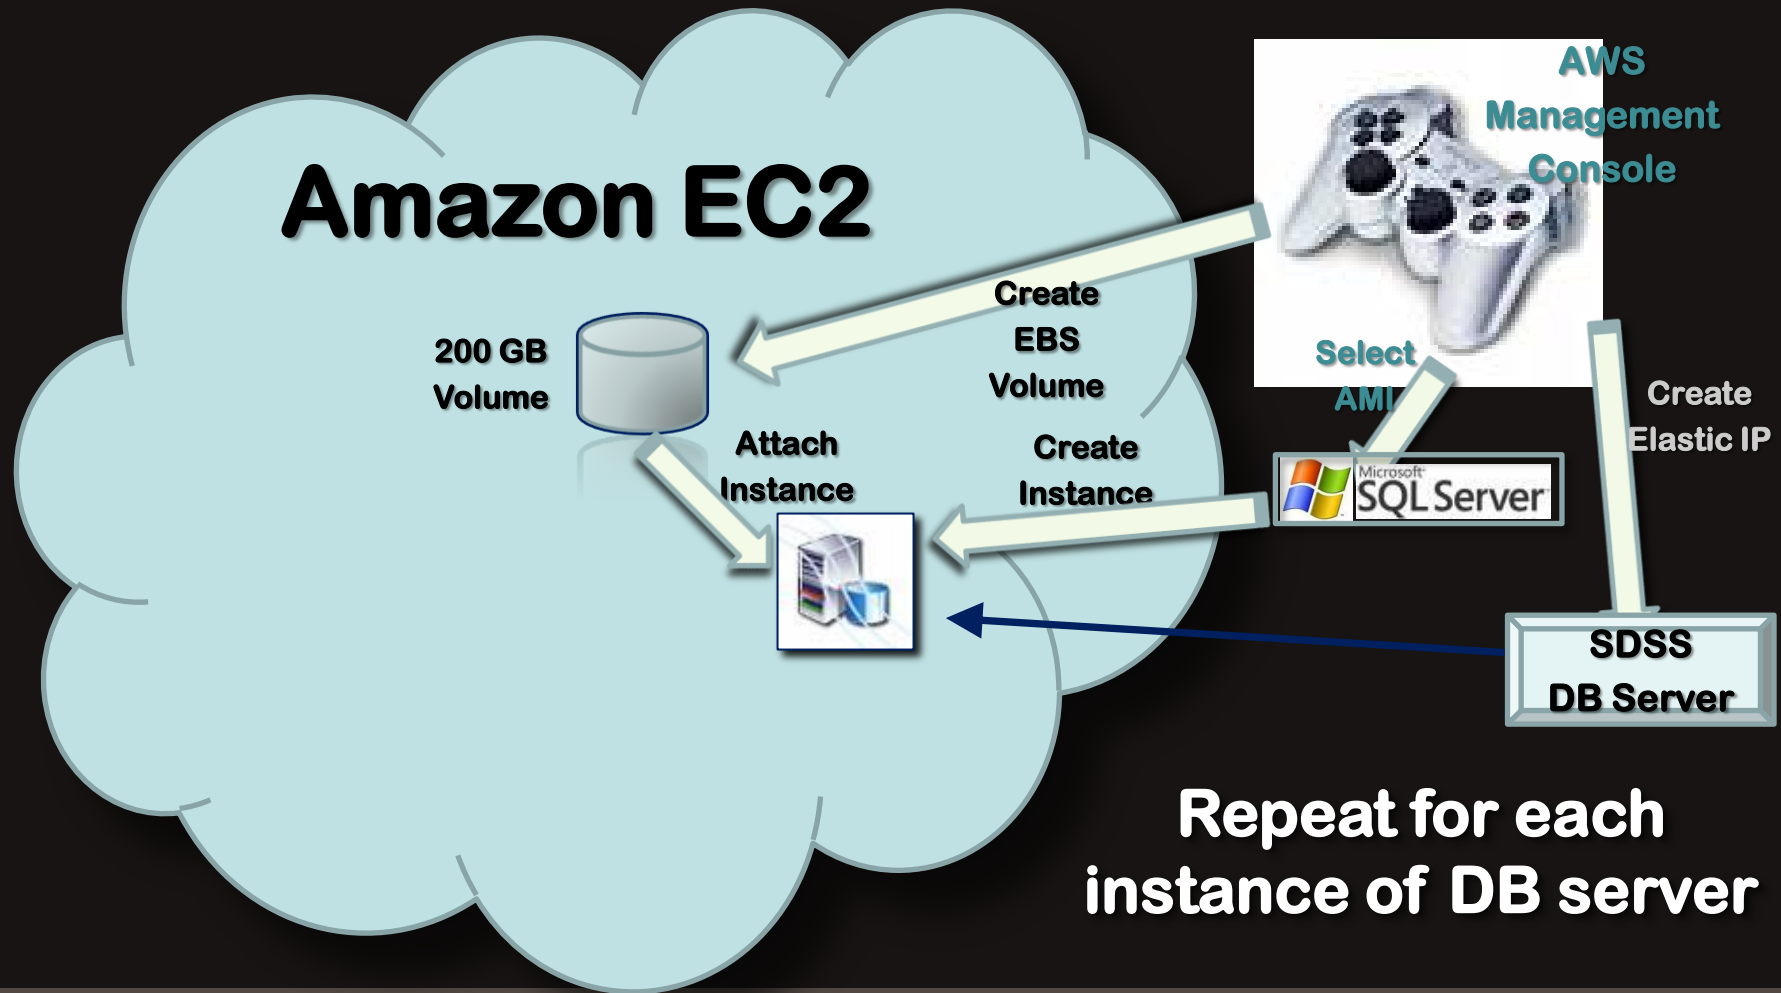 AWS
Management
Console
Amazon EC2
Create
EBS
Volume
200 GB
Volume
Select
AMI
Create
Elastic IP
Attach
Instance
Create
Instance
Microsoft
SQL Server
SDSS
DB Server
Repeat for each
instance of DB server